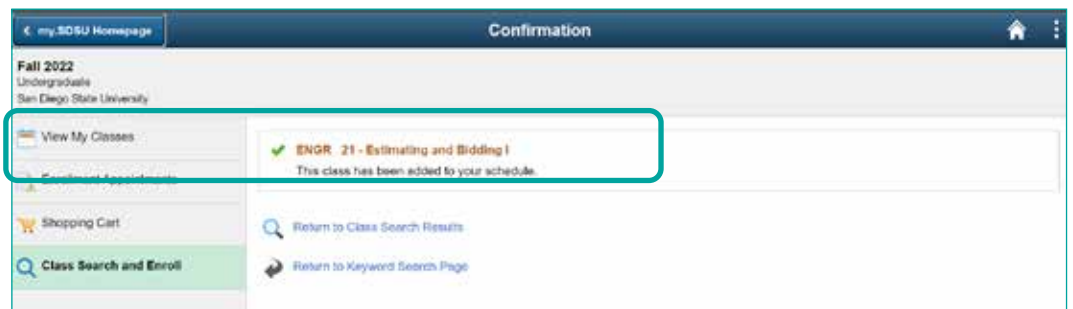 my.SDSU Homepage
Confirmation
Fall 2022
Undergraduate
San Diego State University
View My Classes
ENGR 21 - Estimating and Bidding I
This class has been added to your schedule.
Enrollment Appointments
Shopping Cart
Return to Class Search Results
Class Search and Enroll
Return to Keyword Search Page